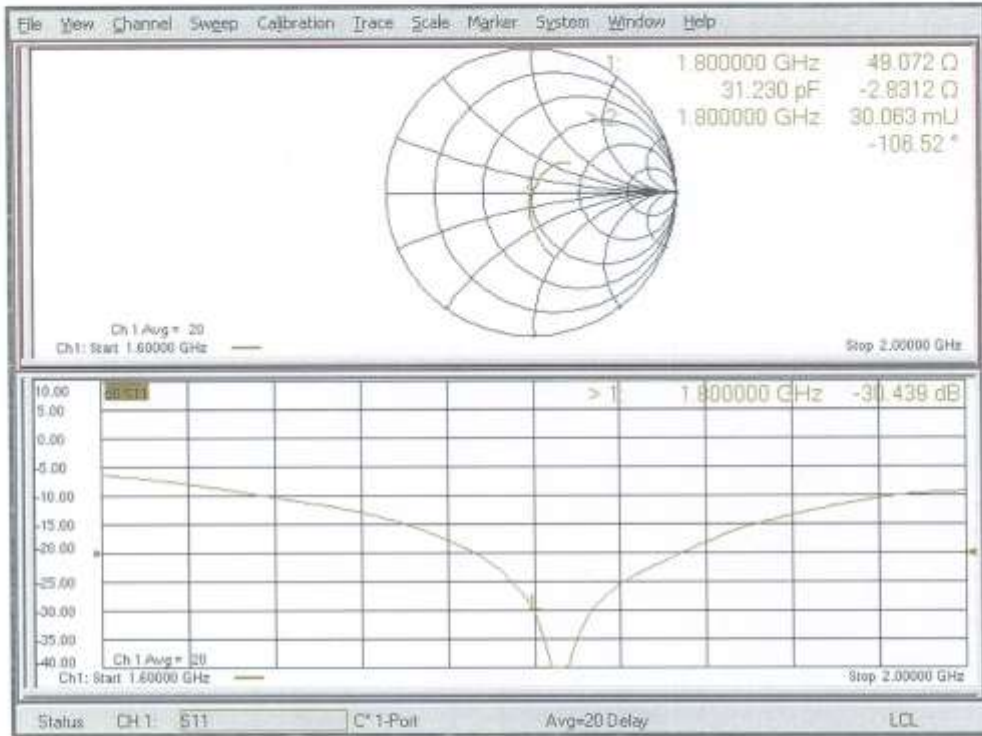 File View Channel Sweep Calibration Trace Scale Marker System Window Help
1: 1.800000 GHz 49.072 Ω
31.230 pF -2.8312 Ω
> 2: 1.800000 GHz 30.063 mU
-106.52 °
Ch 1 Avg = 20
Ch1: Start 1.60000 GHz
Stop 2.00000 GHz
10.00
dB S11
> 1: 1.800000 GHz -30.439 dB
5.00
0.00
-5.00
-10.00
-15.00
-20.00
-25.00
-30.00
-35.00
-40.00
Ch 1 Avg = 20
Ch1: Start 1.60000 GHz
Stop 2.00000 GHz
Status CH 1: S11 C* 1-Port Avg=20 Delay LCL